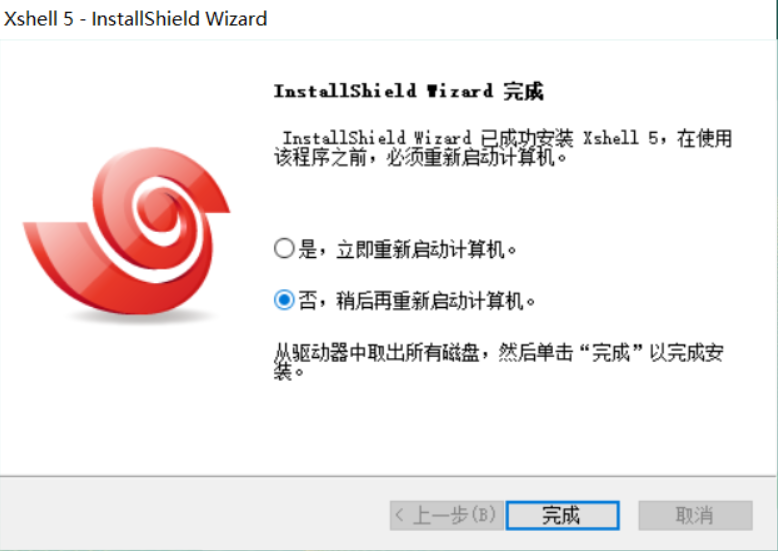 Xshell 5 - InstallShield Wizard
InstallShield Wizard 完成
InstallShield Wizard 已成功安装 Xshell 5，在使用
该程序之前，必须重新启动计算机。
是，立即重新启动计算机。
否，稍后再重新启动计算机。
从驱动器中取出所有磁盘，然后单击“完成”以完成安
装。
< 上一步(B)
完成
取消